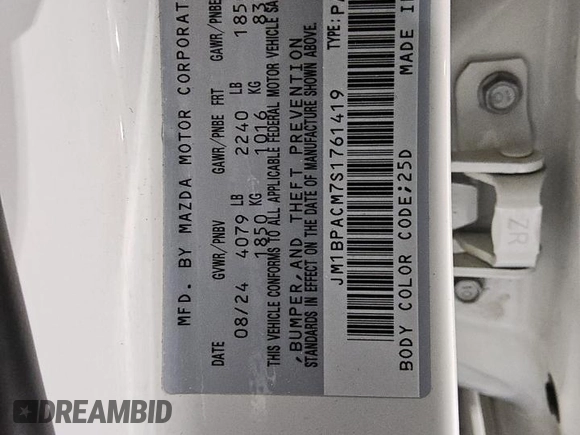 MFD. BY MAZDA MOTOR CORPORAT
DATE GVWR/PNBV GAWR/PNBE FRT GAWR/PNBE
08/24 4079 LB 2240 LB 185
1850 KG 1016 KG 83
THIS VEHICLE CONFORMS TO ALL APPLICABLE FEDERAL MOTOR VEHICLE SA
,BUMPER, AND THEFT PREVENTION
STANDARDS IN EFFECT ON THE DATE OF MANUFACTURE SHOWN ABOVE.
JM1BPACM7S1761419 TYPE:PA
BODY COLOR CODE;25D MADE IN
ZR
DREAMBID